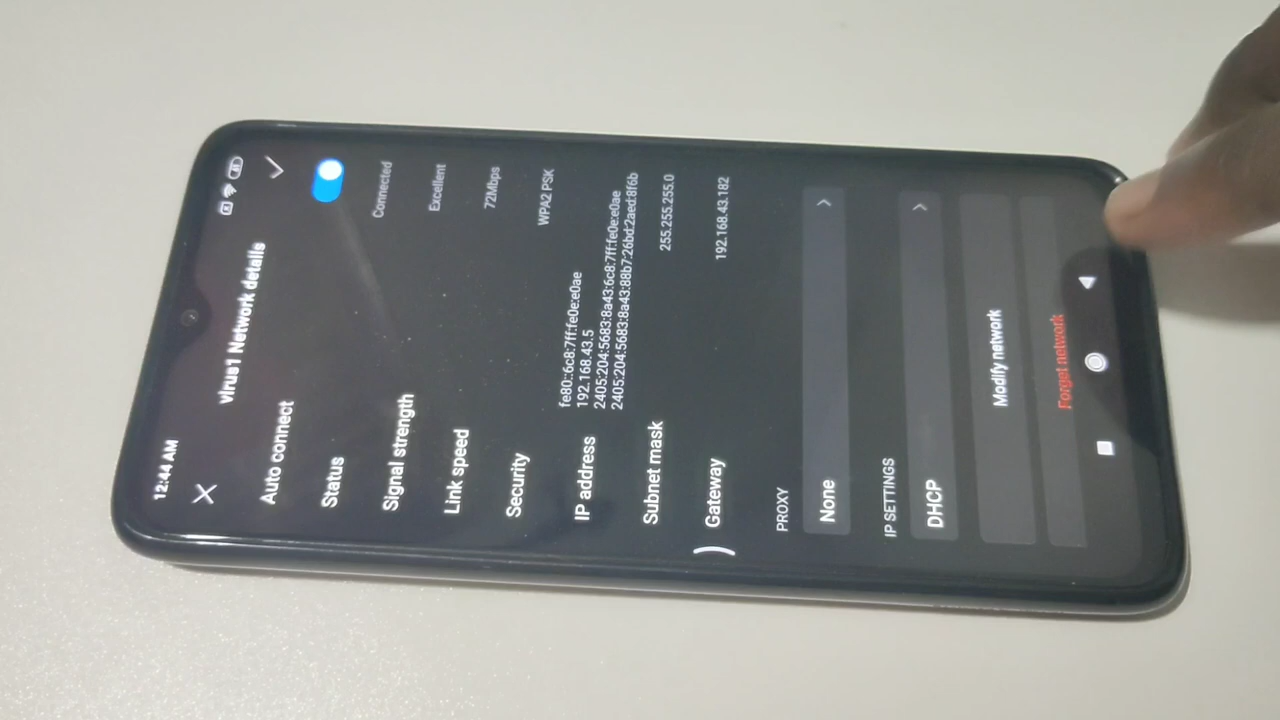 12:44 AM
virus1 Network details
Auto connect
Status
Connected
Signal strength
Excellent
Link speed
72Mbps
Security
WPA2 PSK
IP address
fe80::6c8:7ff:fe0e:e0ae
192.168.43.5
2405:204:5683:8a43:6c8:7ff:fe0e:e0ae
2405:204:5683:8a43:88b7:26bd:2aed:8f6b
Subnet mask
255.255.255.0
Gateway
192.168.43.182
PROXY
None
IP SETTINGS
DHCP
Modify network
Forget network